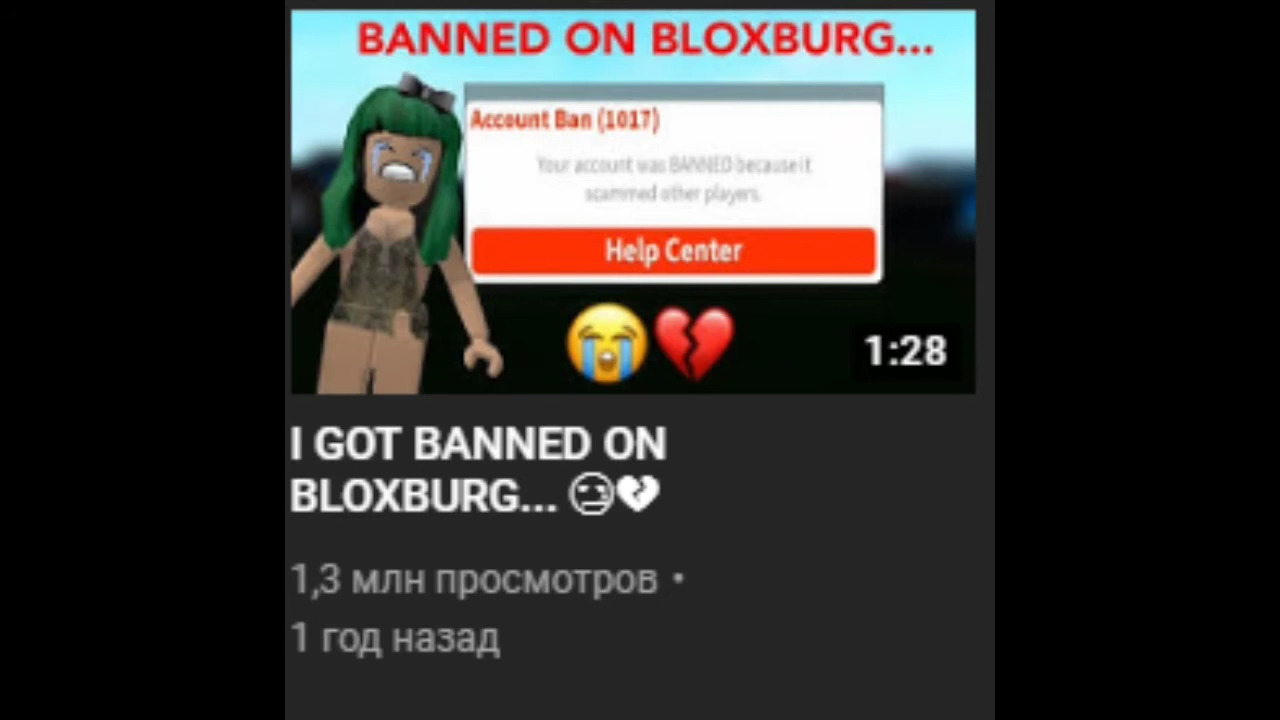 BANNED ON BLOXBURG...
Account Ban (1017)
Your account was BANNED because it
scammed other players.
Help Center
1:28
I GOT BANNED ON
BLOXBURG... 😒💔
1,3 млн просмотров •
1 год назад